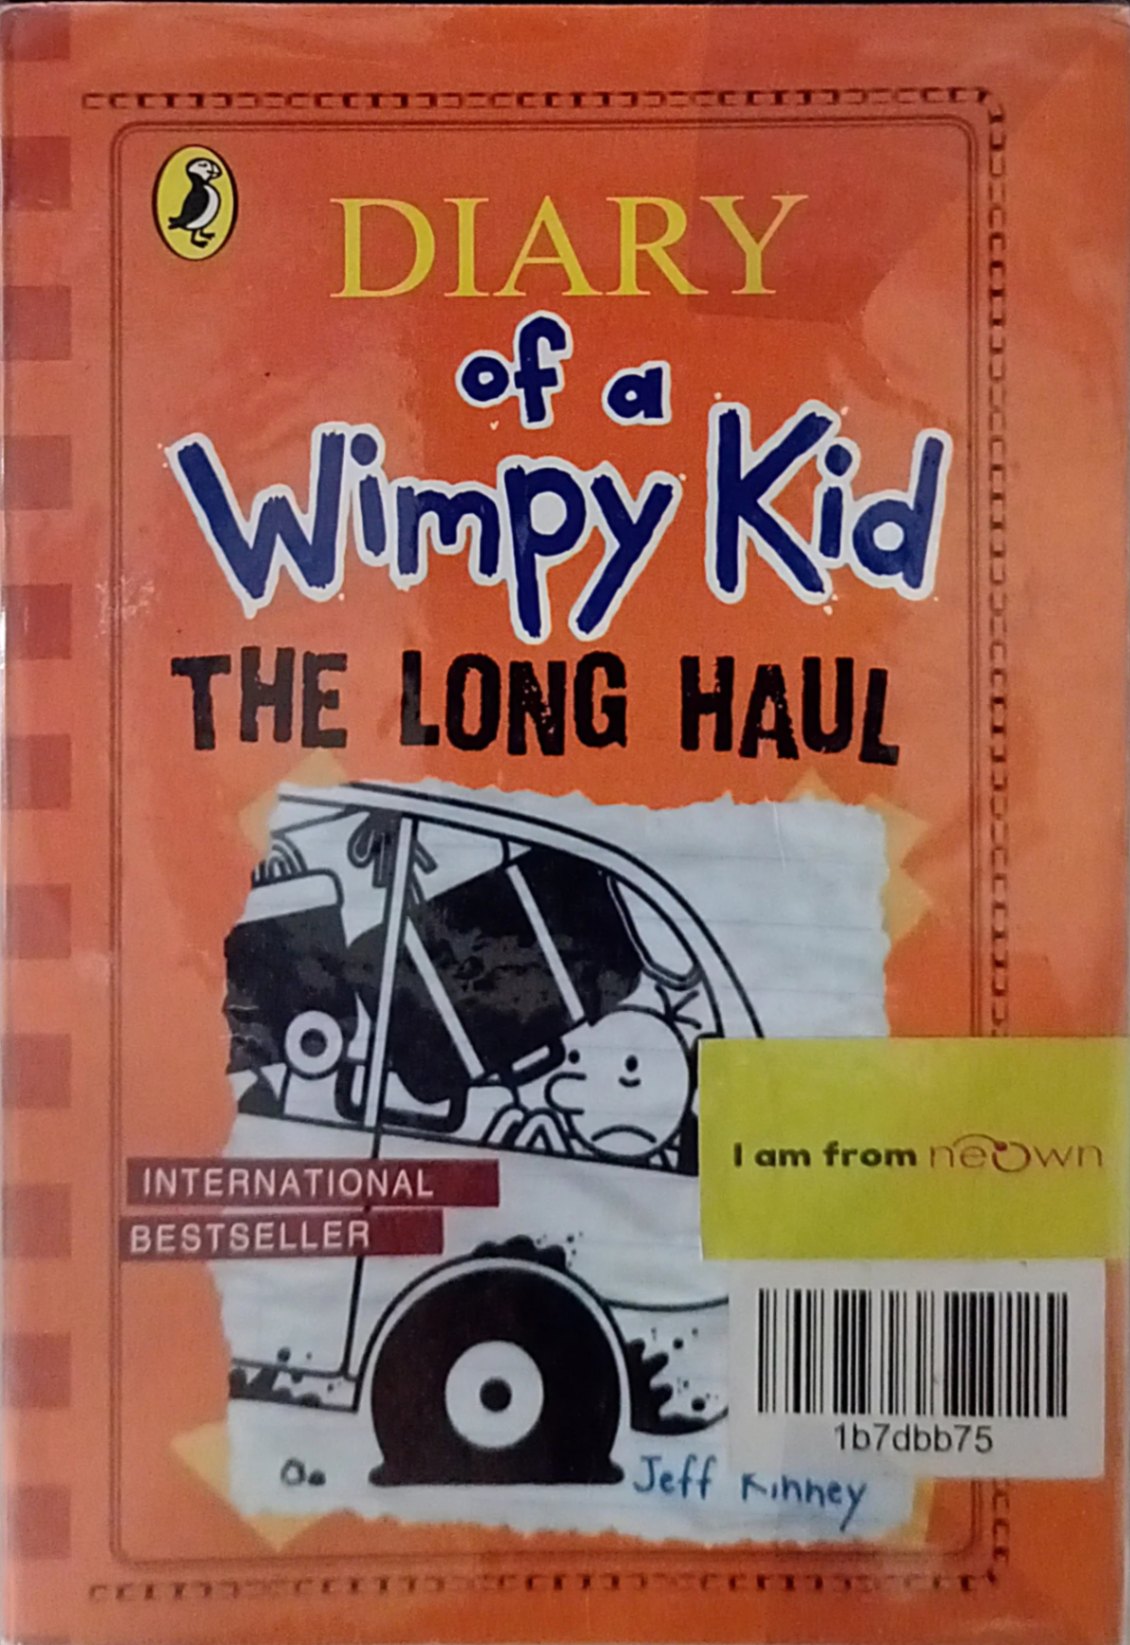 DIARY
of a
Wimpy Kid
THE LONG HAUL
INTERNATIONAL
BESTSELLER
I am from neown
1b7dbb75
Jeff Kinney